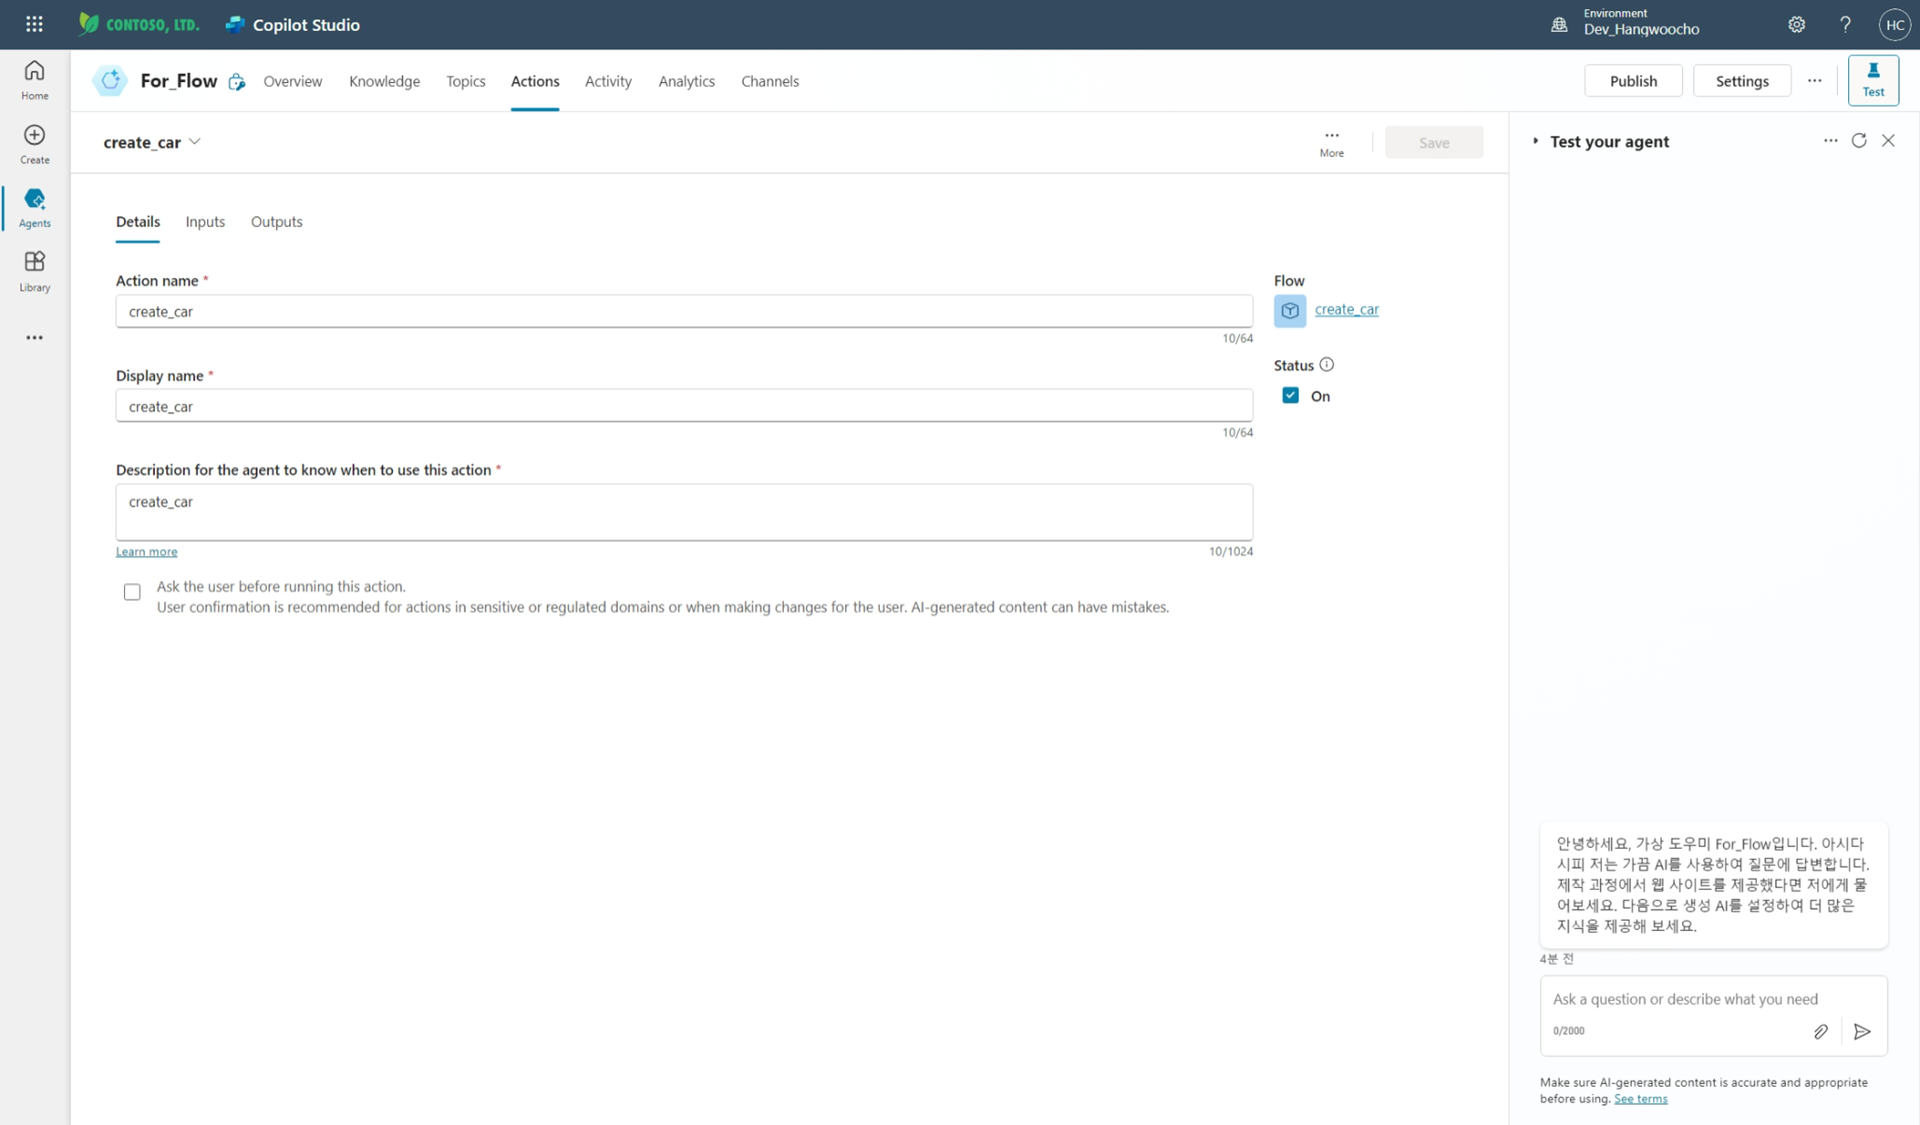 CONTOSO, LTD.
Copilot Studio
Environment
Dev_Hangwoocho
HC
Home
Create
Agents
Library
For_Flow
Overview
Knowledge
Topics
Actions
Activity
Analytics
Channels
Publish
Settings
Test
create_car
More
Save
Details
Inputs
Outputs
Action name *
create_car
10/64
Display name *
create_car
10/64
Description for the agent to know when to use this action *
create_car
Learn more
10/1024
Ask the user before running this action.
User confirmation is recommended for actions in sensitive or regulated domains or when making changes for the user. AI-generated content can have mistakes.
Flow
create_car
Status
On
Test your agent
안녕하세요, 가상 도우미 For_Flow입니다. 아시다
시피 저는 가끔 AI를 사용하여 질문에 답변합니다.
제작 과정에서 웹 사이트를 제공했다면 저에게 물
어보세요. 다음으로 생성 AI를 설정하여 더 많은
지식을 제공해 보세요.
4분 전
Ask a question or describe what you need
0/2000
Make sure AI-generated content is accurate and appropriate
before using. See terms